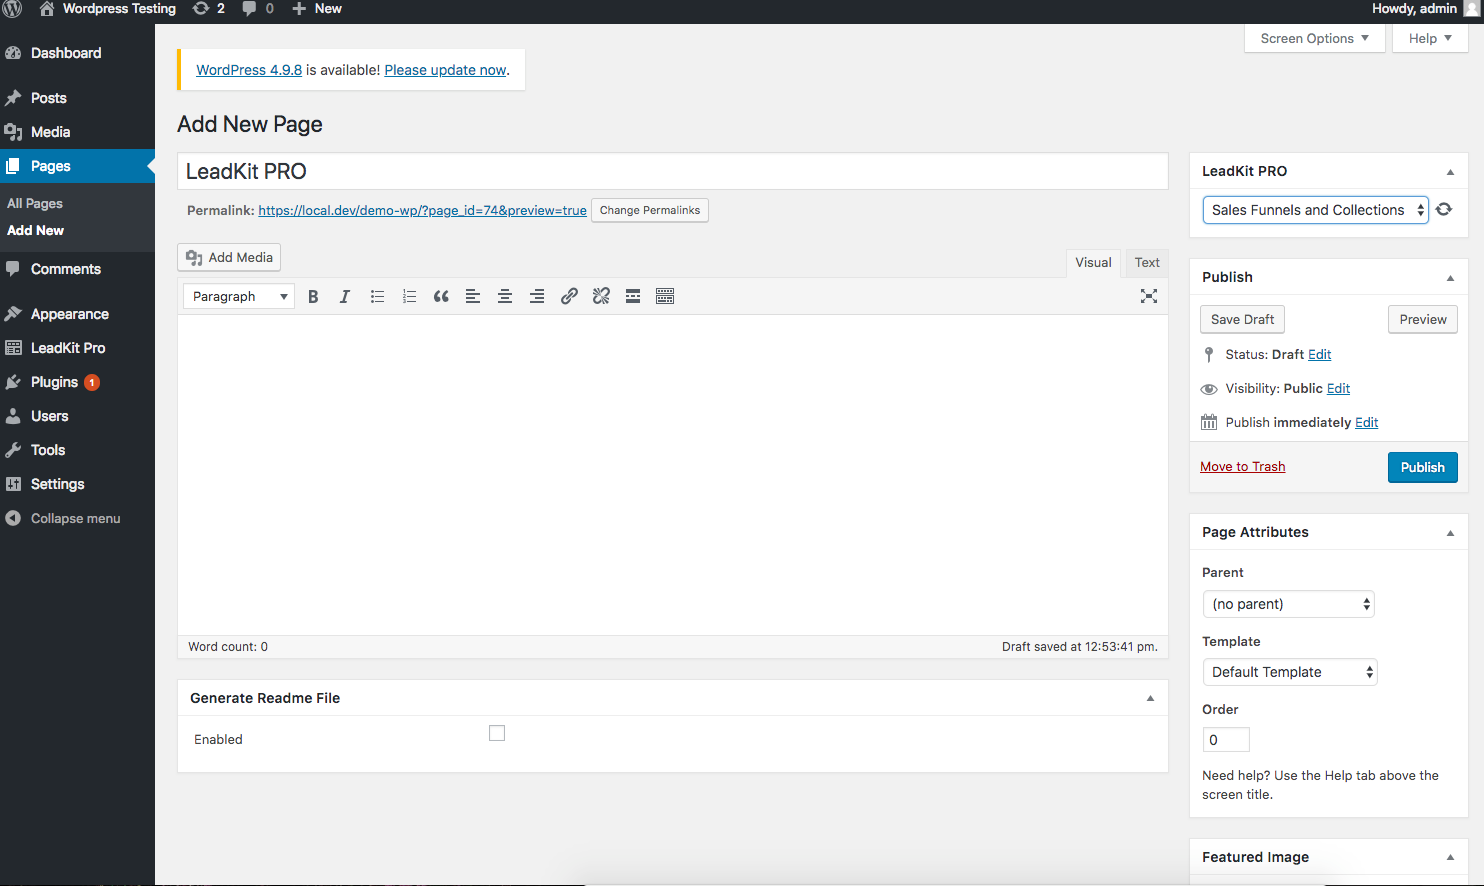 Wordpress Testing 2 0 New Howdy, admin
Dashboard
Posts
Media
Pages
All Pages
Add New
Comments
Appearance
LeadKit Pro
Plugins 1
Users
Tools
Settings
Collapse menu
Screen Options Help
WordPress 4.9.8 is available! Please update now.
Add New Page
LeadKit PRO
Permalink: https://local.dev/demo-wp/?page_id=74&preview=true Change Permalinks
Add Media
Visual Text
Paragraph B I
Word count: 0 Draft saved at 12:53:41 pm.
Generate Readme File
Enabled
LeadKit PRO
Sales Funnels and Collections
Publish
Save Draft Preview
Status: Draft Edit
Visibility: Public Edit
Publish immediately Edit
Move to Trash Publish
Page Attributes
Parent
(no parent)
Template
Default Template
Order
0
Need help? Use the Help tab above the
screen title.
Featured Image